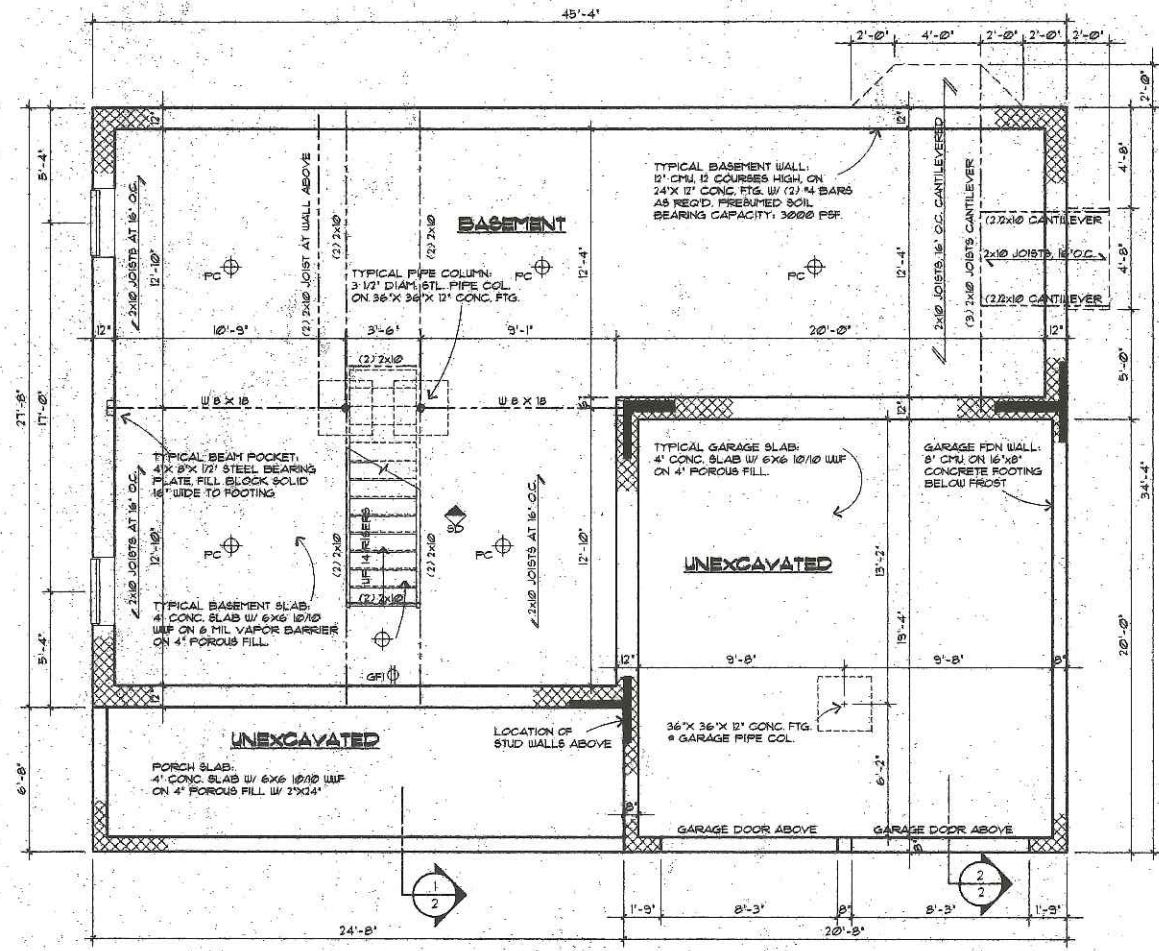 45'-4"
2'-0" 4'-0" 2'-0" 2'-0" 2'-0"
2'-0"
12" 12" 12"
5'-4"
4'-8"
2x10 JOISTS AT 16" O.C.
(2) 2x10 JOIST AT WALL ABOVE
(2) 2x10
(2) 2x10
BASEMENT
TYPICAL BASEMENT WALL:
12" CMU, 12 COURSES HIGH, ON
24"X 12" CONC. FTG. W/ (2) #4 BARS
AS REQ'D. PRESUMED SOIL
BEARING CAPACITY: 3000 PSF.
2x10 JOISTS, 16" O.C. CANTILEVERED
(3) 2x10 JOISTS CANTILEVER
(2) 2x10 CANTILEVER
2x10 JOISTS, 16" O.C.
(2) 2x10 CANTILEVER
4'-8"
PC
PC
PC
12'-10"
12'-4"
12'-4"
TYPICAL PIPE COLUMN:
3 1/2" DIAM. STL. PIPE COL.
ON 36"X 36"X 12" CONC. FTG.
12" 10'-9" 3'-6" 9'-1" 20'-0" 12"
27'-8"
17'-0"
5'-0"
34'-4"
(2) 2x10
W 8 X 18
W 8 X 18
12"
TYPICAL BEAM POCKET:
4"X 8"X 1/2" STEEL BEARING
PLATE, FILL BLOCK SOLID
16" WIDE TO FOOTING
TYPICAL GARAGE SLAB:
4" CONC. SLAB W/ 6X6 10/10 WWF
ON 4" POROUS FILL.
GARAGE FDN WALL:
8" CMU ON 16"x8"
CONCRETE FOOTING
BELOW FROST
2x10 JOISTS AT 16" O.C.
12'-10"
PC
UP 14 RISERS
(2) 2x10
(2) 2x10
SD
PC
2x10 JOISTS AT 16" O.C.
12'-10"
UNEXCAVATED
13'-2"
19'-4"
20'-0"
(2) 2x10
TYPICAL BASEMENT SLAB:
4" CONC. SLAB W/ 6X6 10/10
WWF ON 6 MIL VAPOR BARRIER
ON 4" POROUS FILL.
5'-4"
GFI
12"
12" 9'-8" 9'-8" 8"
36"X 36"X 12" CONC. FTG.
@ GARAGE PIPE COL.
6'-2"
LOCATION OF
STUD WALLS ABOVE
UNEXCAVATED
PORCH SLAB:
4" CONC. SLAB W/ 6X6 10/10 WWF
ON 4" POROUS FILL W/ 2"X24"
6'-8"
8"
GARAGE DOOR ABOVE GARAGE DOOR ABOVE
8"
1
2
2
2
1'-9" 8'-3" 8" 8'-3" 1'-9"
24'-8" 20'-8"